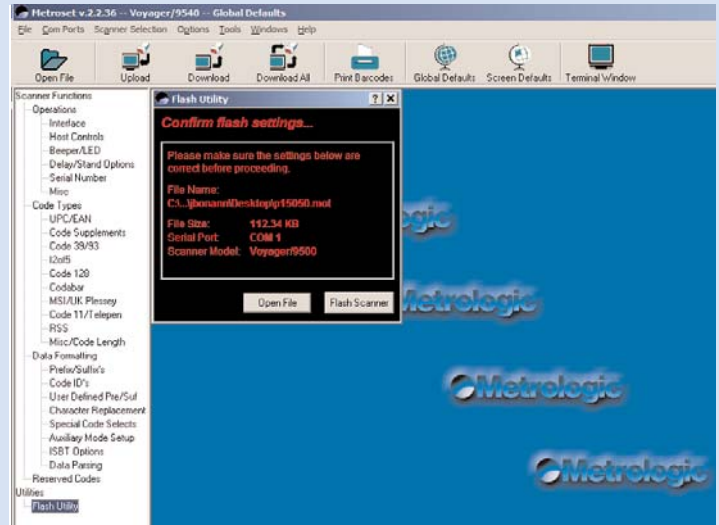 Metroset v.2.2.36 -- Voyager/9540 -- Global Defaults
File Com Ports Scanner Selection Options Tools Windows Help
Open File Upload Download Download All Print Barcodes Global Defaults Screen Defaults Terminal Window
Scanner Functions
Operations
Interface
Host Controls
Beeper/LED
Delay/Stand Options
Serial Number
Misc
Code Types
UPC/EAN
Code Supplements
Code 39/93
I2of5
Code 128
Codabar
MSI/UK Plessey
Code 11/Telepen
RSS
Misc/Code Length
Data Formatting
Prefix/Suffix's
Code ID's
User Defined Pre/Suf
Character Replacement
Special Code Selects
Auxiliary Mode Setup
ISBT Options
Data Parsing
Reserved Codes
Utilities
Flash Utility
Flash Utility
Confirm flash settings...
Please make sure the settings below are
correct before proceeding.
File Name:
C:\...\jbonann\Desktop\p15050.mot
File Size: 112.34 KB
Serial Port: COM 1
Scanner Model: Voyager/9500
Open File Flash Scanner
ogic
Metrologic
Metrologic
Metrologic